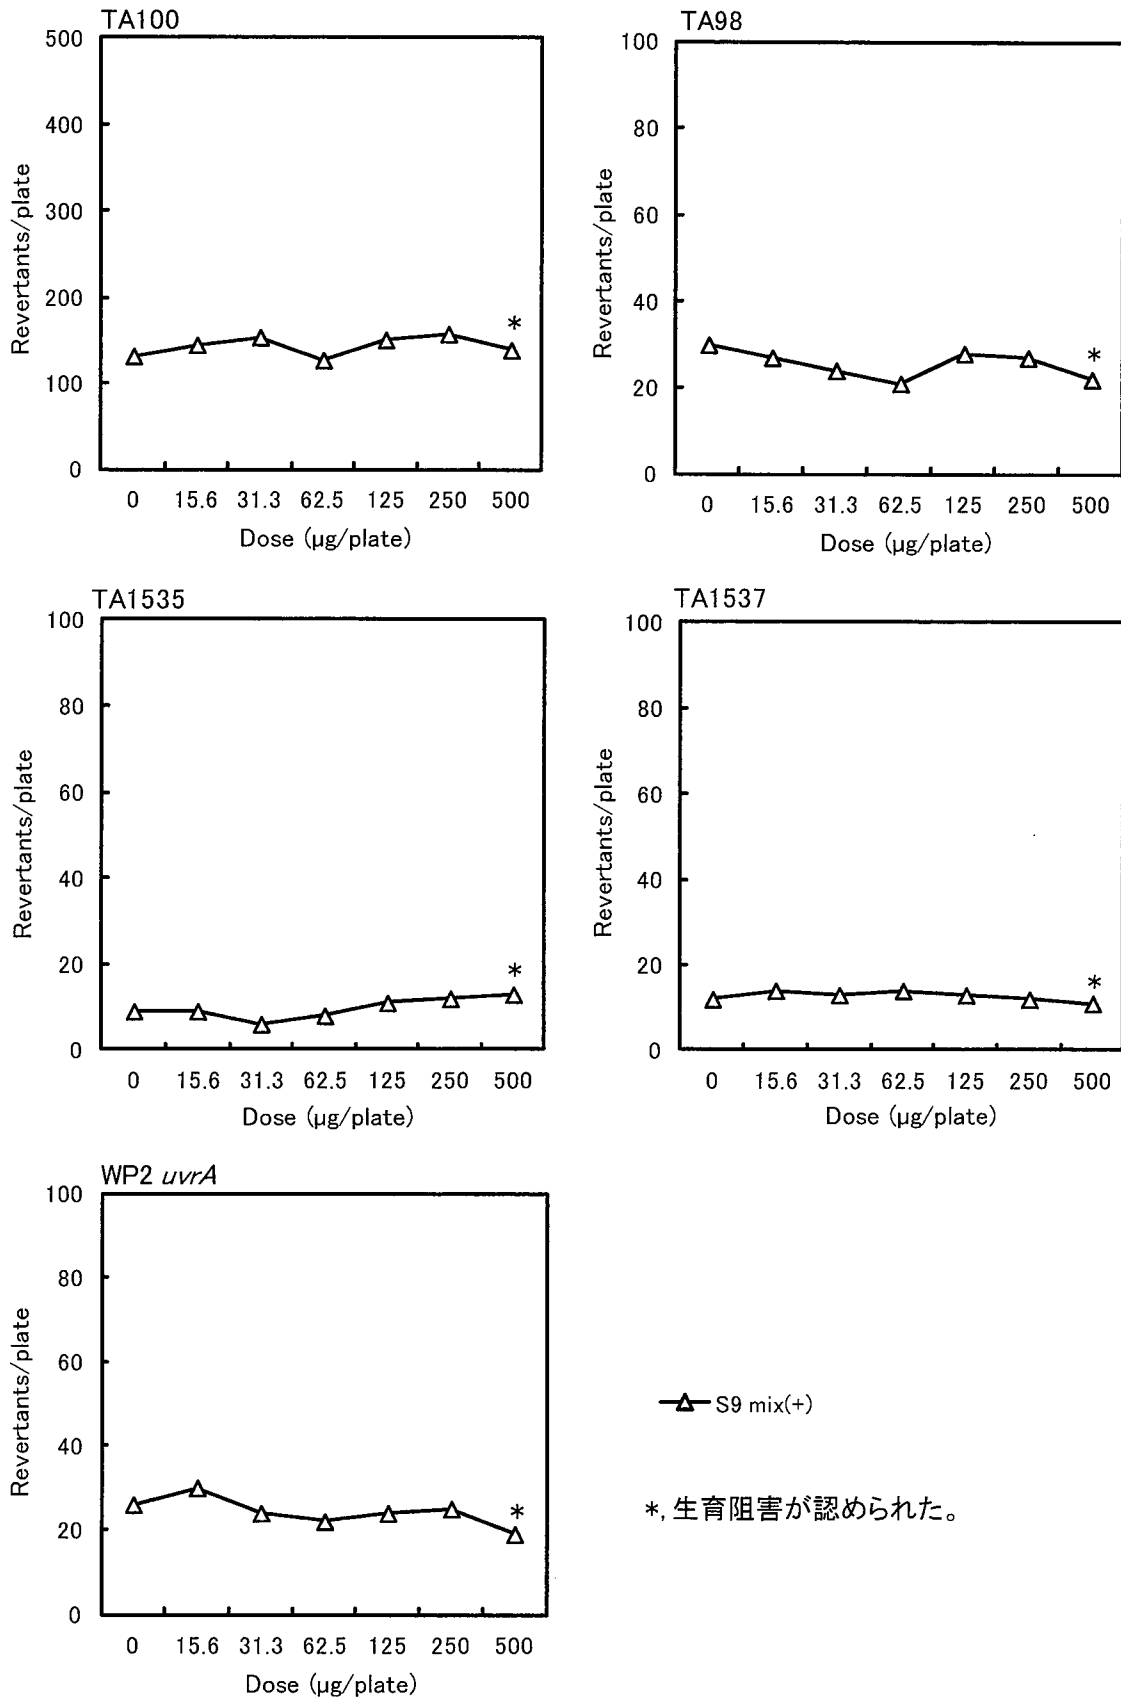 TA100
500
400
300
200
100
0
Revertants/plate
*
0 15.6 31.3 62.5 125 250 500
Dose (µg/plate)
TA98
100
80
60
40
20
0
Revertants/plate
*
0 15.6 31.3 62.5 125 250 500
Dose (µg/plate)
TA1535
100
80
60
40
20
0
Revertants/plate
*
0 15.6 31.3 62.5 125 250 500
Dose (µg/plate)
TA1537
100
80
60
40
20
0
Revertants/plate
*
0 15.6 31.3 62.5 125 250 500
Dose (µg/plate)
WP2 uvrA
100
80
60
40
20
0
Revertants/plate
*
0 15.6 31.3 62.5 125 250 500
Dose (µg/plate)
S9 mix(+)
*, 生育阻害が認められた。